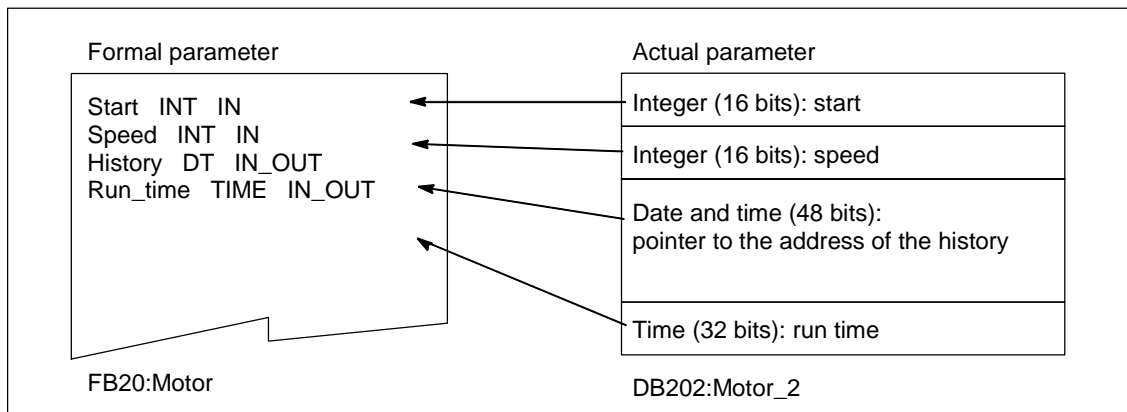 Formal parameter
Start INT IN
Speed INT IN
History DT IN_OUT
Run_time TIME IN_OUT
FB20:Motor
Actual parameter
Integer (16 bits): start
Integer (16 bits): speed
Date and time (48 bits):
pointer to the address of the history
Time (32 bits): run time
DB202:Motor_2